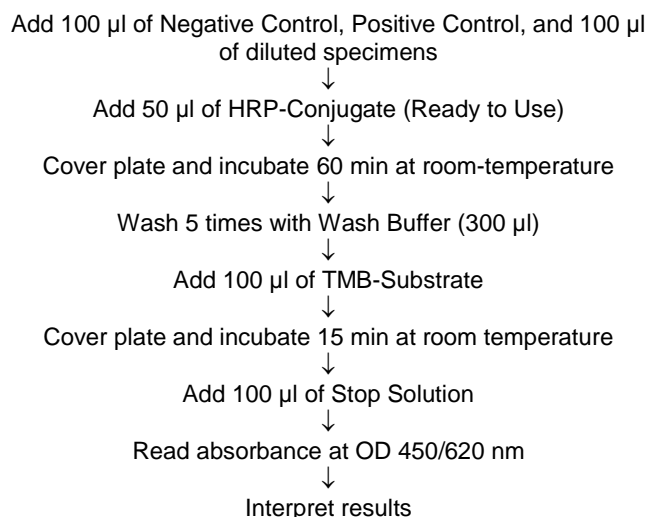 Add 100 µl of Negative Control, Positive Control, and 100 µl
of diluted specimens
↓
Add 50 µl of HRP-Conjugate (Ready to Use)
↓
Cover plate and incubate 60 min at room-temperature
↓
Wash 5 times with Wash Buffer (300 µl)
↓
Add 100 µl of TMB-Substrate
↓
Cover plate and incubate 15 min at room temperature
↓
Add 100 µl of Stop Solution
↓
Read absorbance at OD 450/620 nm
↓
Interpret results